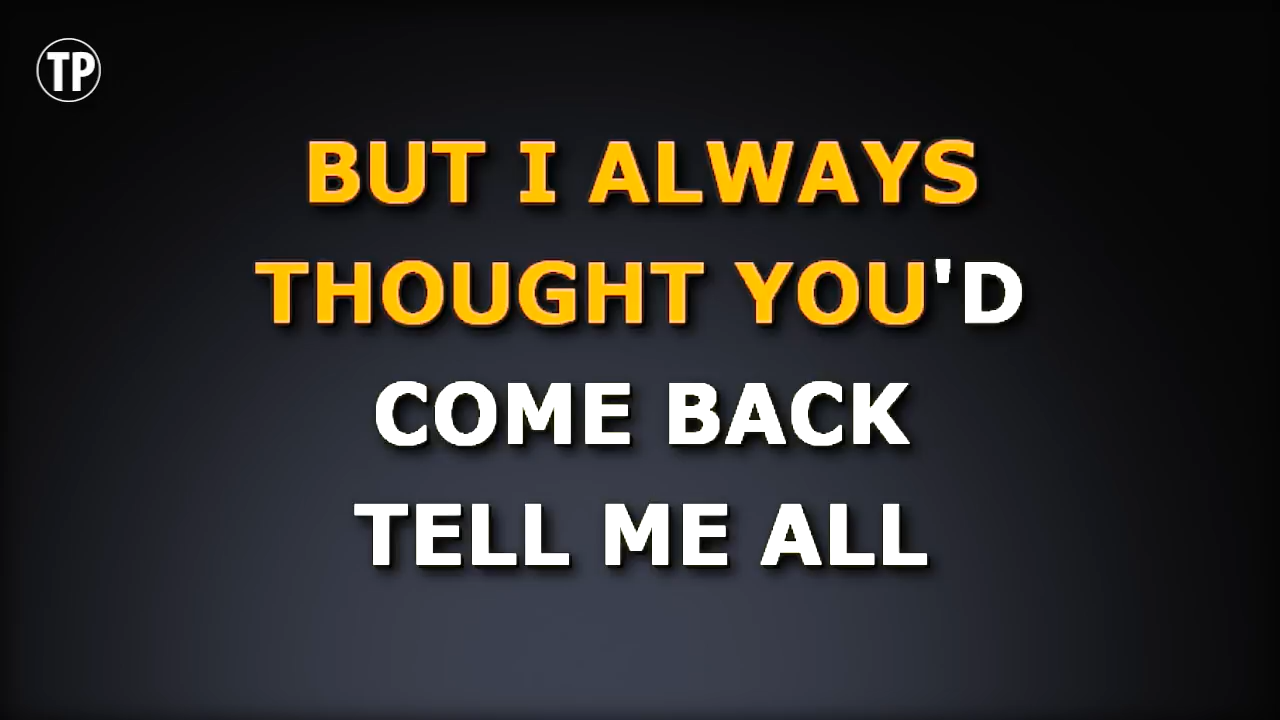 TP
BUT I ALWAYS
THOUGHT YOU'D
COME BACK
TELL ME ALL